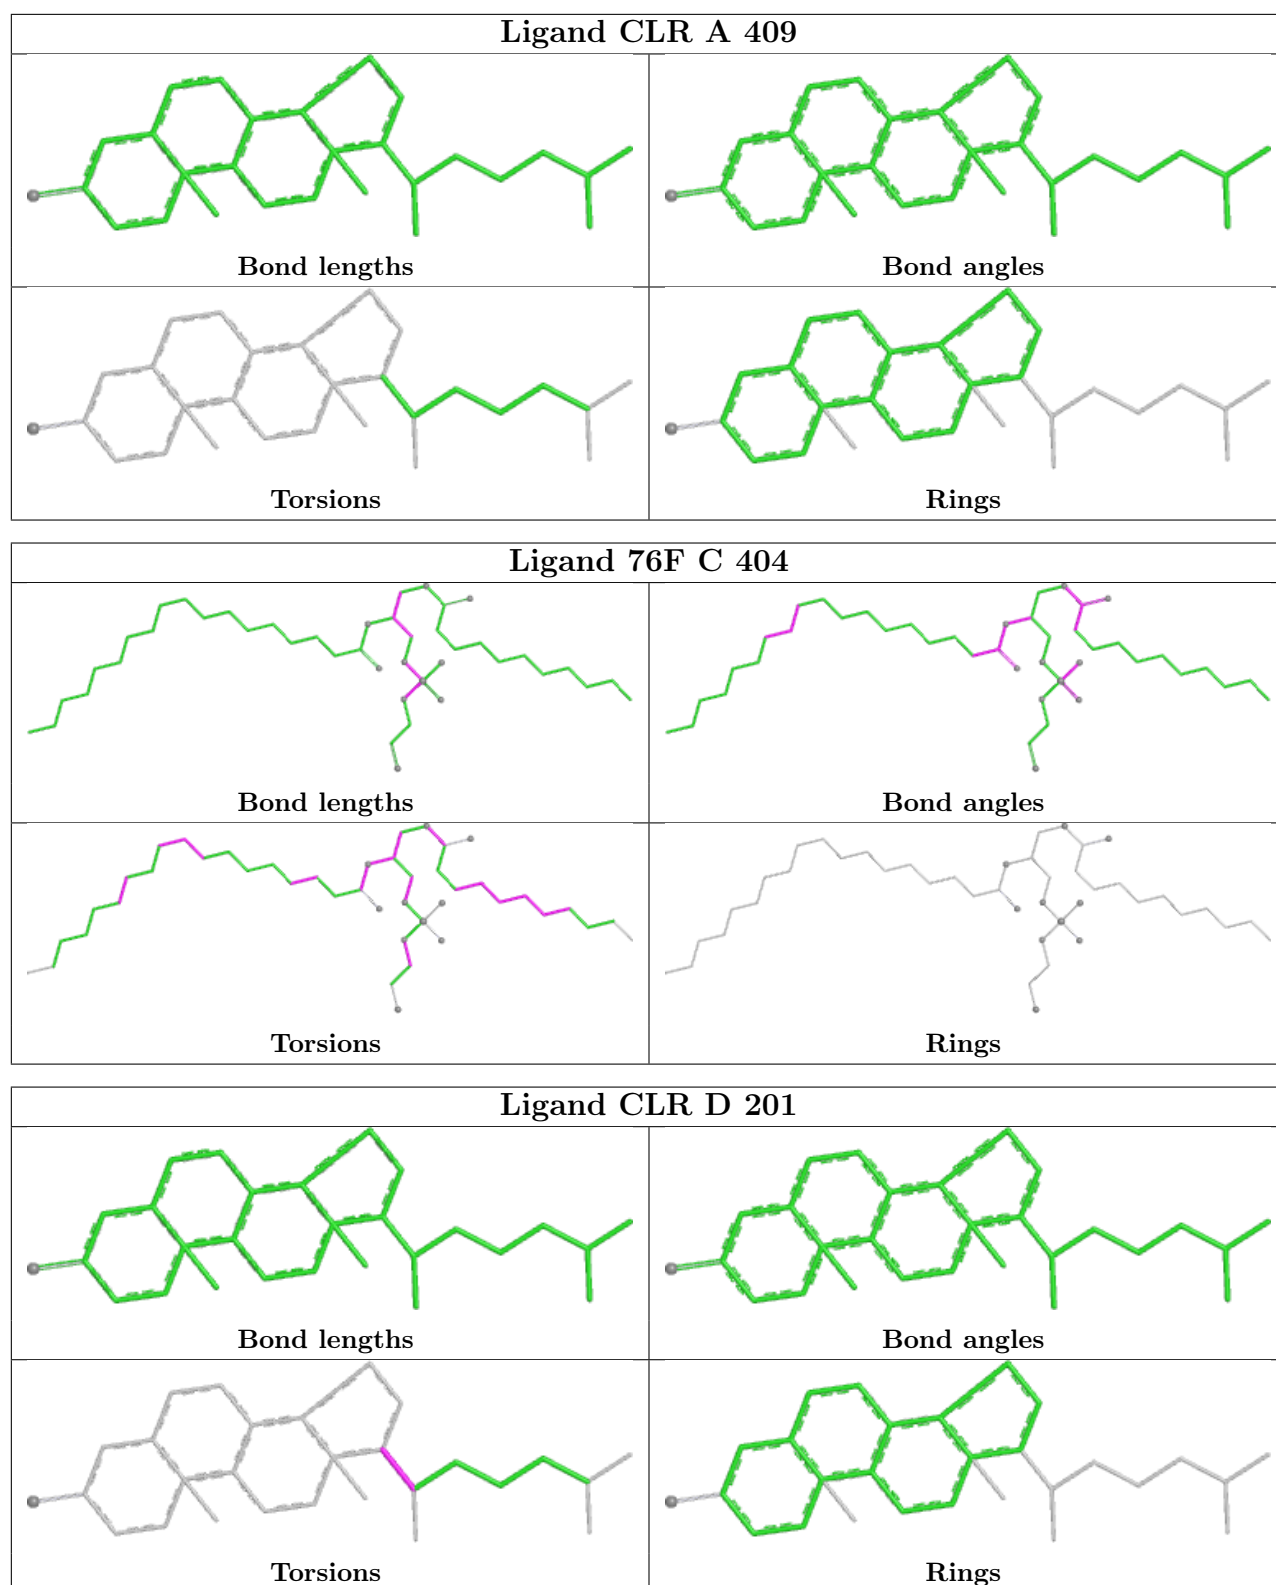 Ligand CLR A 409
Bond lengths
Bond angles
Torsions
Rings
Ligand 76F C 404
Bond lengths
Bond angles
Torsions
Rings
Ligand CLR D 201
Bond lengths
Bond angles
Torsions
Rings